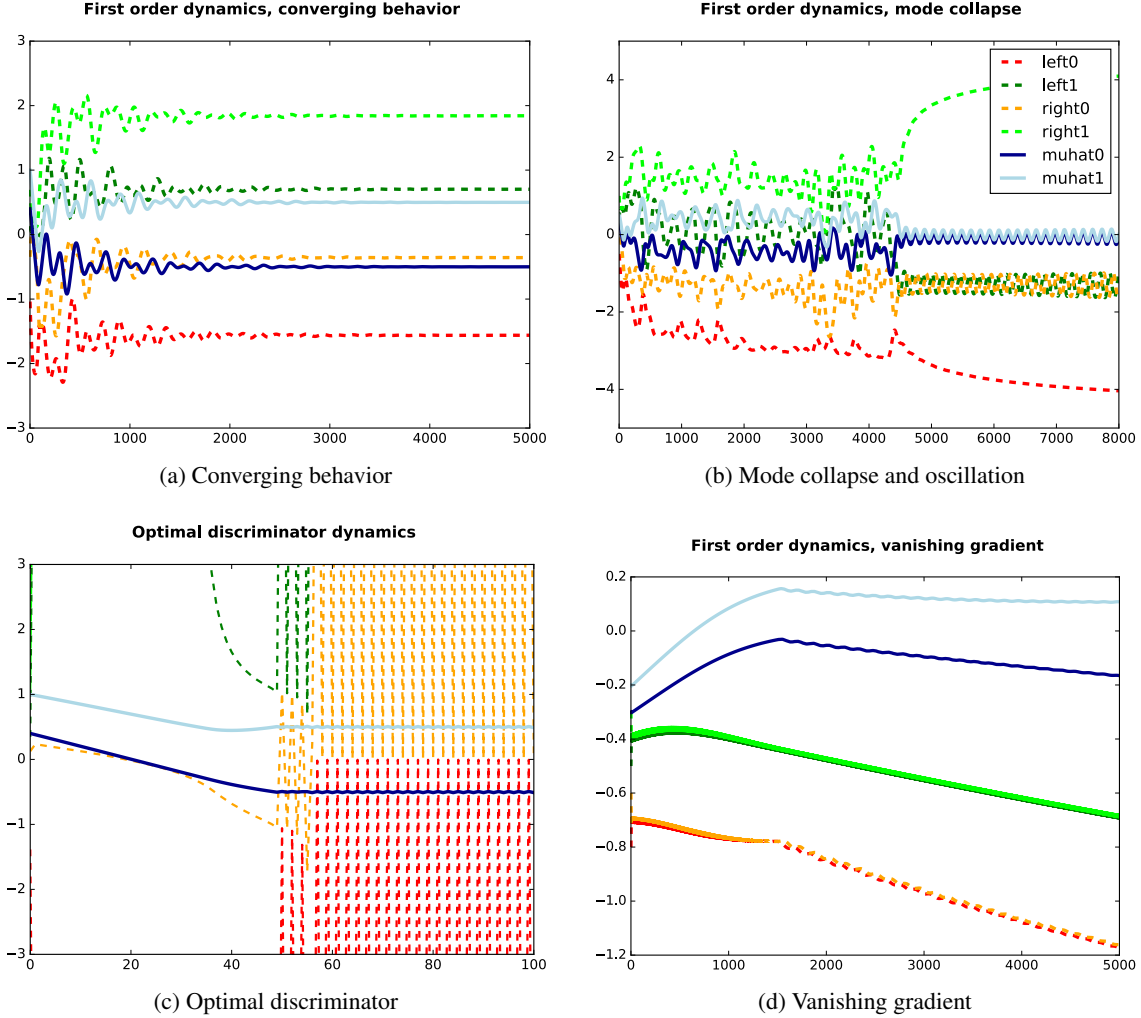 First order dynamics, converging behavior
3
2
1
0
−1
−2
−3
0 1000 2000 3000 4000 5000
(a) Converging behavior
First order dynamics, mode collapse
4
2
0
−2
−4
left0
left1
right0
right1
muhat0
muhat1
0 1000 2000 3000 4000 5000 6000 7000 8000
(b) Mode collapse and oscillation
Optimal discriminator dynamics
3
2
1
0
−1
−2
−3
0 20 40 60 80 100
(c) Optimal discriminator
First order dynamics, vanishing gradient
0.2
0.0
−0.2
−0.4
−0.6
−0.8
−1.0
−1.2
0 1000 2000 3000 4000 5000
(d) Vanishing gradient